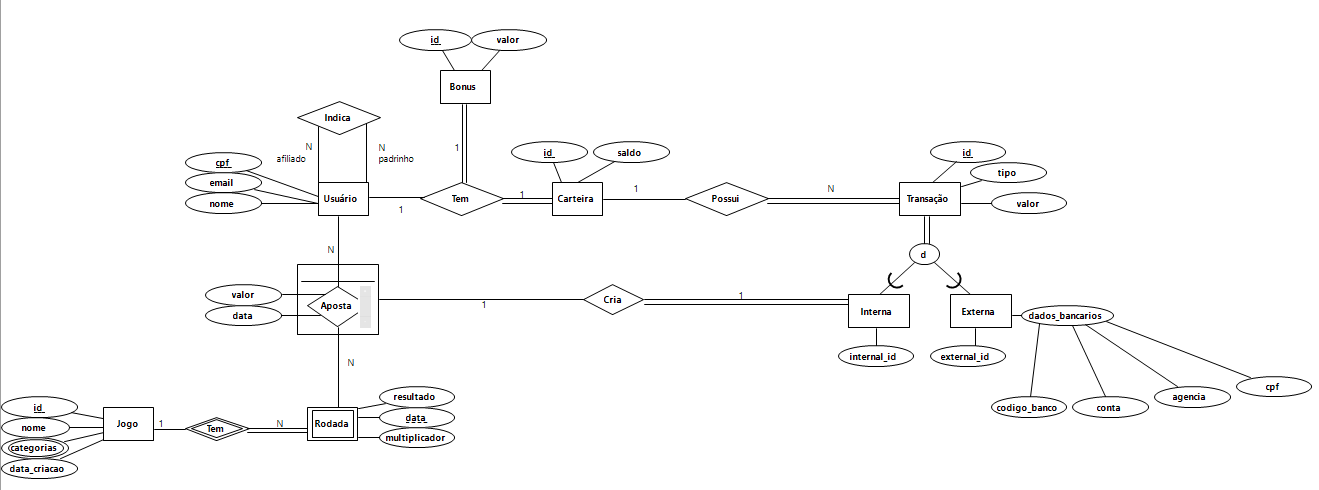 id
valor
Bonus
Indica
N
afiliado
N
padrinho
1
cpf
email
nome
Usuário
1
Tem
1
id
saldo
Carteira
1
Possui
N
id
tipo
valor
Transação
N
d
valor
data
Aposta
1
Cria
1
Interna
Externa
dados_bancarios
internal_id
external_id
codigo_banco
conta
agencia
cpf
N
id
nome
categorias
data_criacao
Jogo
1
Tem
N
Rodada
resultado
data
multiplicador